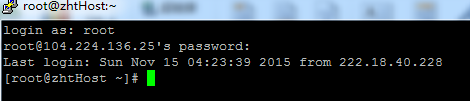 root@zhtHost:~
login as: root
root@104.224.136.25's password:
Last login: Sun Nov 15 04:23:39 2015 from 222.18.40.228
[root@zhtHost ~]#